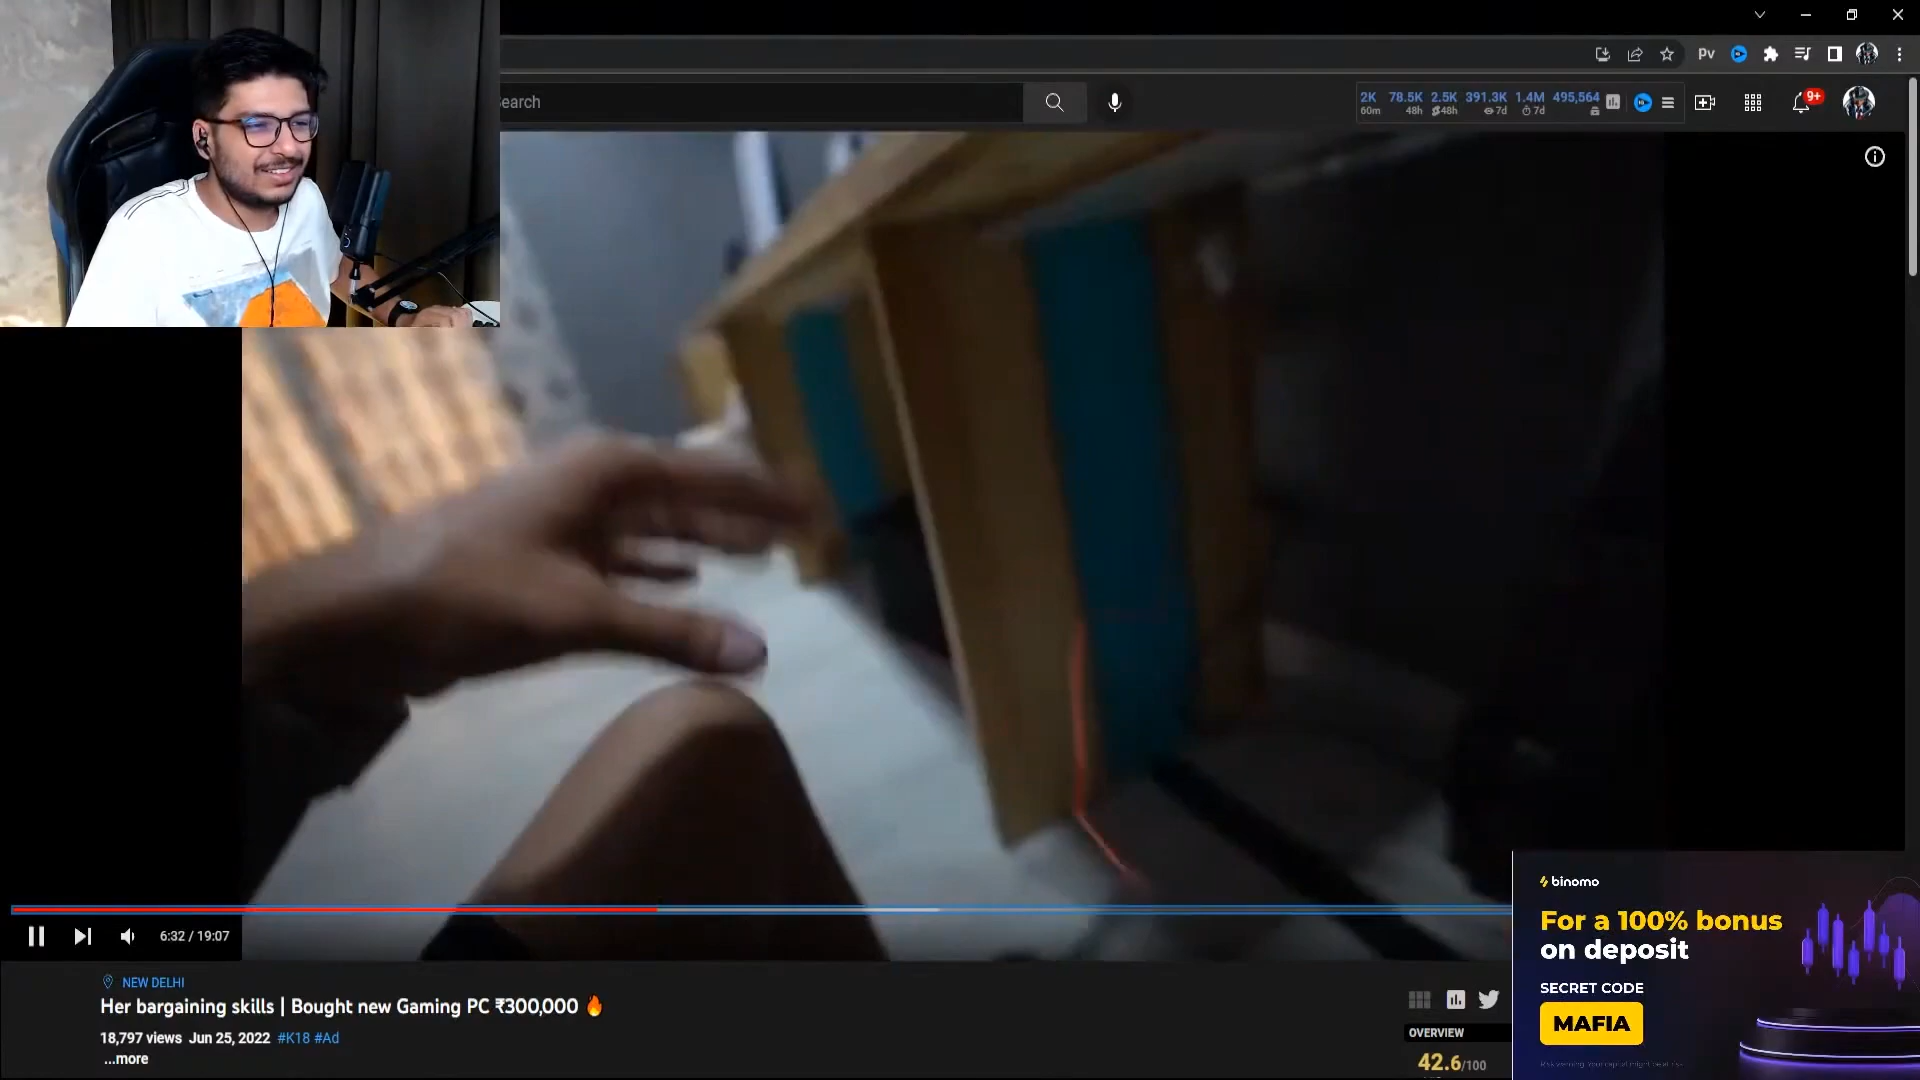 earch
2K 78.5K 2.5K 391.3K 1.4M 495,564
60m 48h 48h 7d 7d
PV
9+
6:32 / 19:07
NEW DELHI
Her bargaining skills | Bought new Gaming PC ₹300,000 🔥
18,797 views Jun 25, 2022 #K18 #Ad
...more
OVERVIEW
42.6/100
binomo
For a 100% bonus
on deposit
SECRET CODE
MAFIA